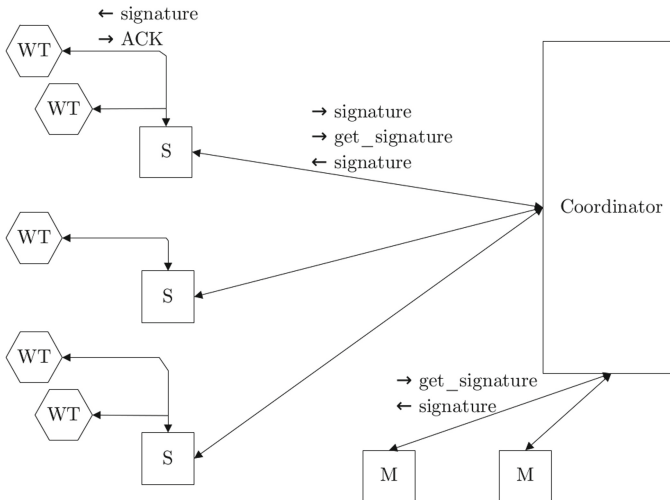 ← signature
→ ACK
WT
WT
S
→ signature
→ get_signature
← signature
Coordinator
WT
S
WT
WT
S
→ get_signature
← signature
M
M